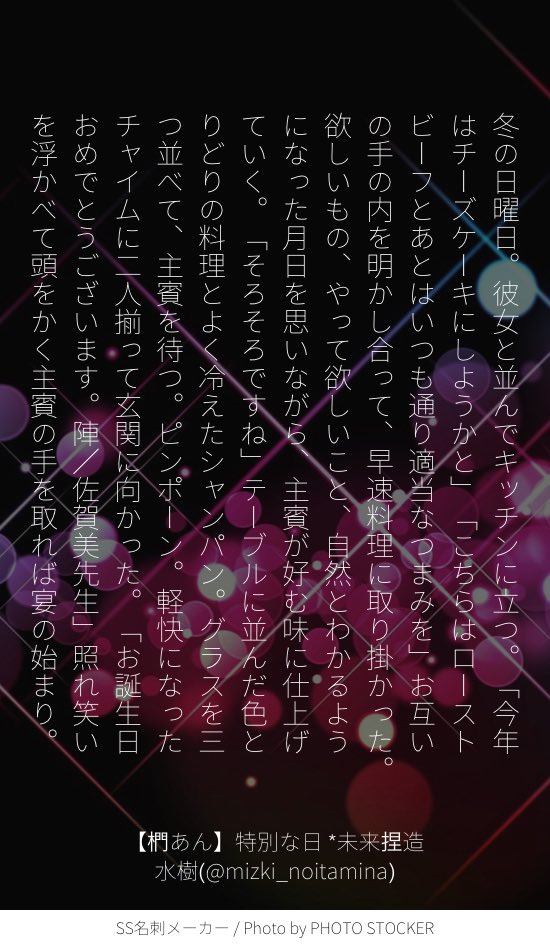 冬の日曜日。彼女と並んでキッチンに立つ。「今年
はチーズケーキにしようかと」「こちらはロースト
ビーフとあとはいつも通り適当なつまみを」お互い
の手の内を明かし合って、早速料理に取り掛かった。
欲しいもの、やって欲しいこと、自然とわかるよう
になった月日を思いながら、主賓が好む味に仕上げ
ていく。「そろそろですね」テーブルに並んだ色と
りどりの料理とよく冷えたシャンパン。グラスを三
つ並べて、主賓を待つ。ピンポーン。軽快になった
チャイムに二人揃って玄関に向かった。「お誕生日
おめでとうございます。陣／佐賀美先生」照れ笑い
を浮かべて頭をかく主賓の手を取れば宴の始まり。
【椚あん】特別な日 *未来捏造
水樹(@mizki_noitamina)
SS名刺メーカー / Photo by PHOTO STOCKER